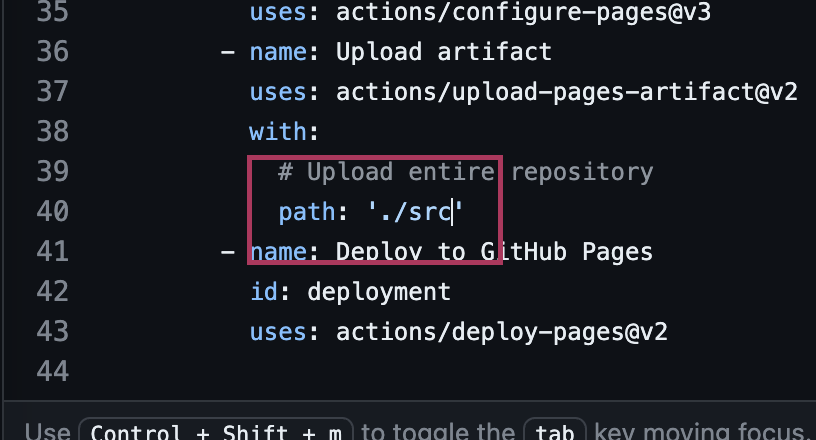 35 uses: actions/configure-pages@v3
36 - name: Upload artifact
37 uses: actions/upload-pages-artifact@v2
38 with:
39 # Upload entire repository
40 path: './src'
41 - name: Deploy to GitHub Pages
42 id: deployment
43 uses: actions/deploy-pages@v2
44
Use Control + Shift + m to toggle the tab key moving focus.